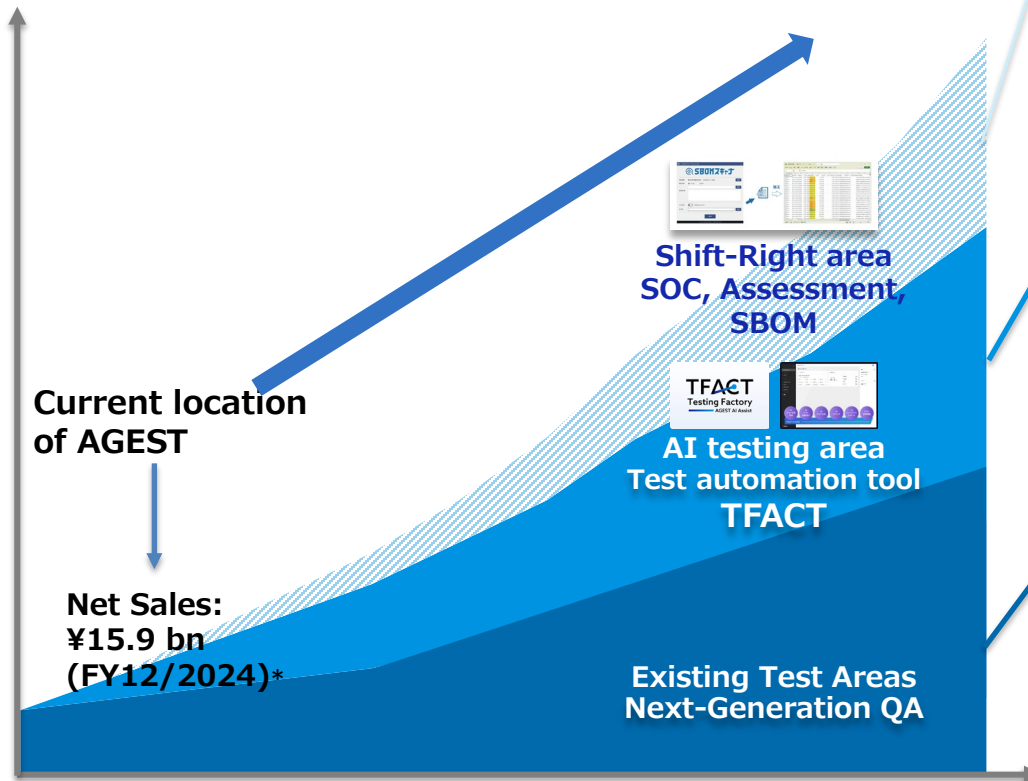 SBOMスキャナ
Shift-Right area
SOC, Assessment,
SBOM
Current location
of AGEST
TFACT
Testing Factory
AGEST AI Assist
AI testing area
Test automation tool
TFACT
Net Sales:
¥15.9 bn
(FY12/2024)*
Existing Test Areas
Next-Generation QA